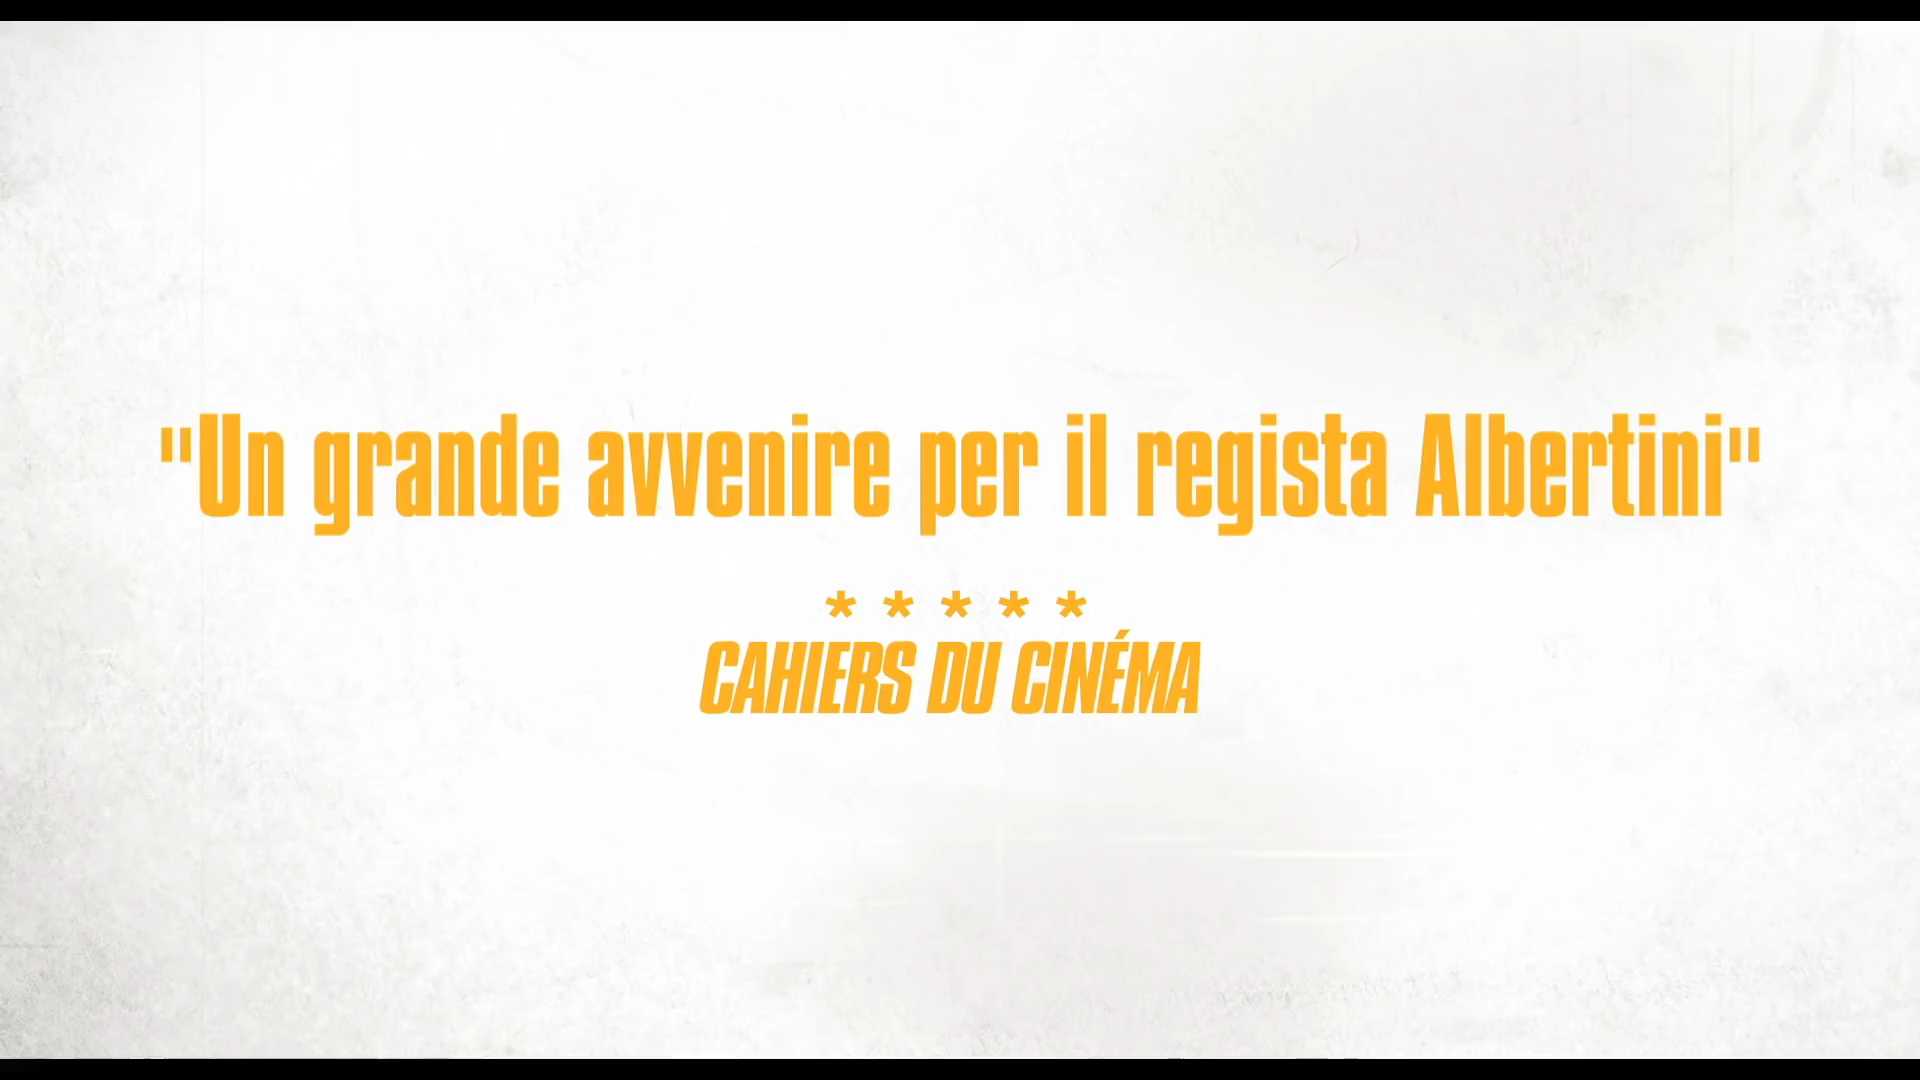 "Un grande avvenire per il regista Albertini"
* * * * *
CAHIERS DU CINÉMA